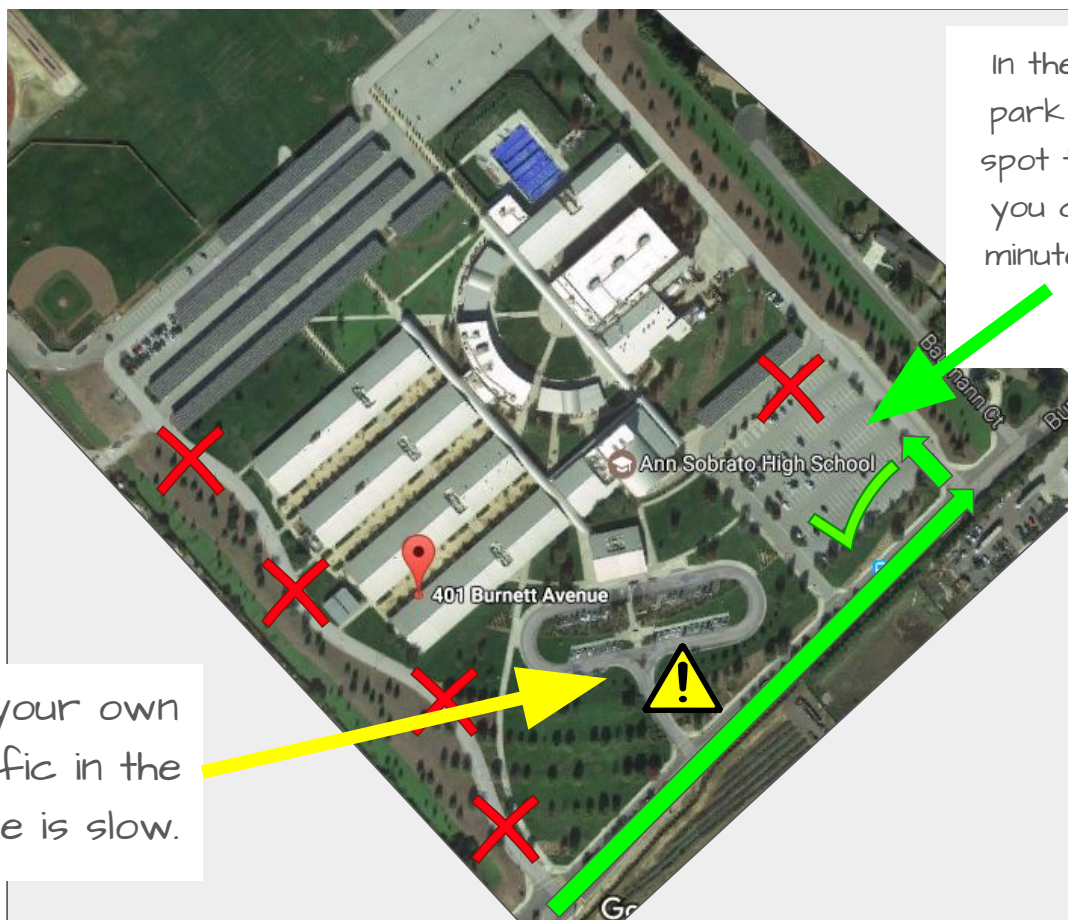 In the
park
spot
you
minut
Ann Sobrato High School
401 Burnett Avenue
your own
fic in the
e is slow.